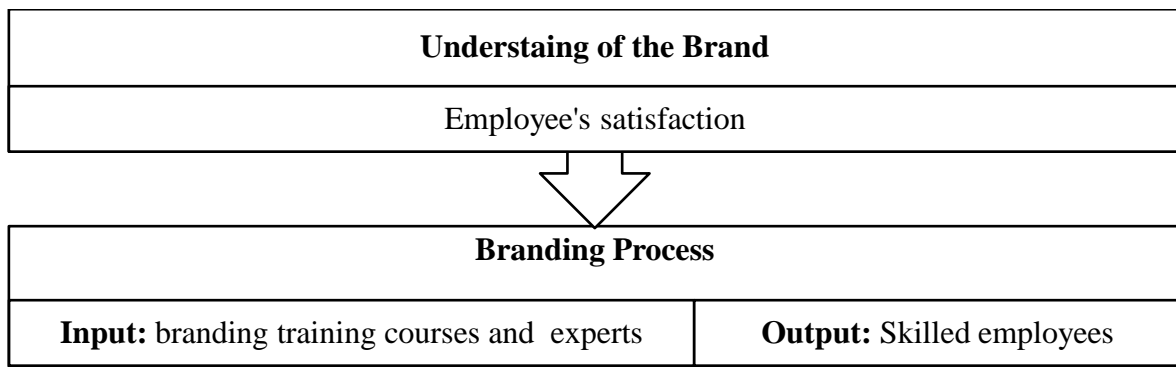 Understaing of the Brand
Employee's satisfaction
Branding Process
Input: branding training courses and experts
Output: Skilled employees